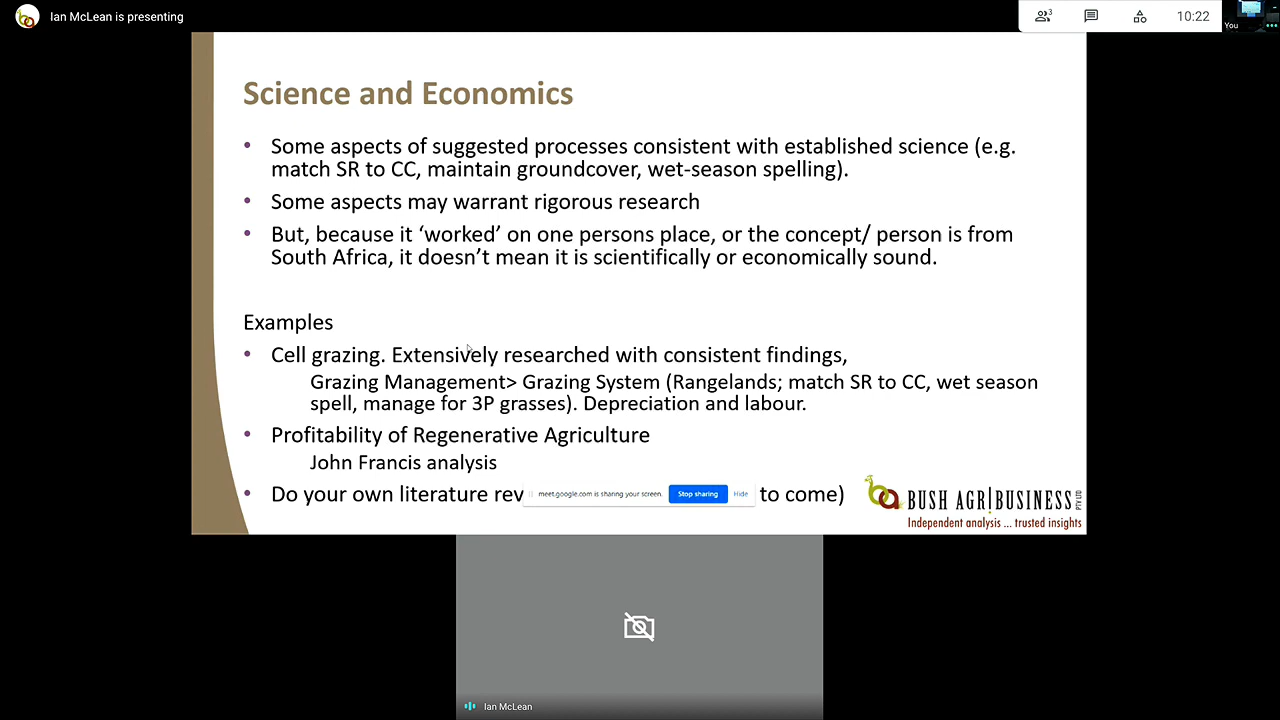 Ian McLean is presenting
3
10:22
You
Science and Economics
• Some aspects of suggested processes consistent with established science (e.g.
match SR to CC, maintain groundcover, wet-season spelling).
• Some aspects may warrant rigorous research
• But, because it ‘worked’ on one persons place, or the concept/ person is from
South Africa, it doesn’t mean it is scientifically or economically sound.
Examples
• Cell grazing. Extensively researched with consistent findings,
Grazing Management> Grazing System (Rangelands; match SR to CC, wet season
spell, manage for 3P grasses). Depreciation and labour.
• Profitability of Regenerative Agriculture
John Francis analysis
• Do your own literature rev to come)
meet.google.com is sharing your screen. Stop sharing Hide
BUSH AGRIBUSINESS PTY LTD
Independent analysis ... trusted insights
Ian McLean